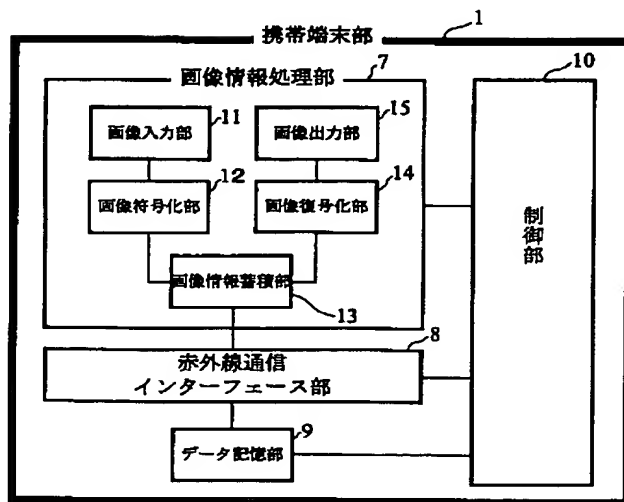 携帯端末部
1
画像情報処理部
7
10
画像入力部
11
画像出力部
15
画像符号化部
12
画像復号化部
14
画像情報蓄積部
13
制御部
赤外線通信
インターフェース部
8
データ記憶部
9